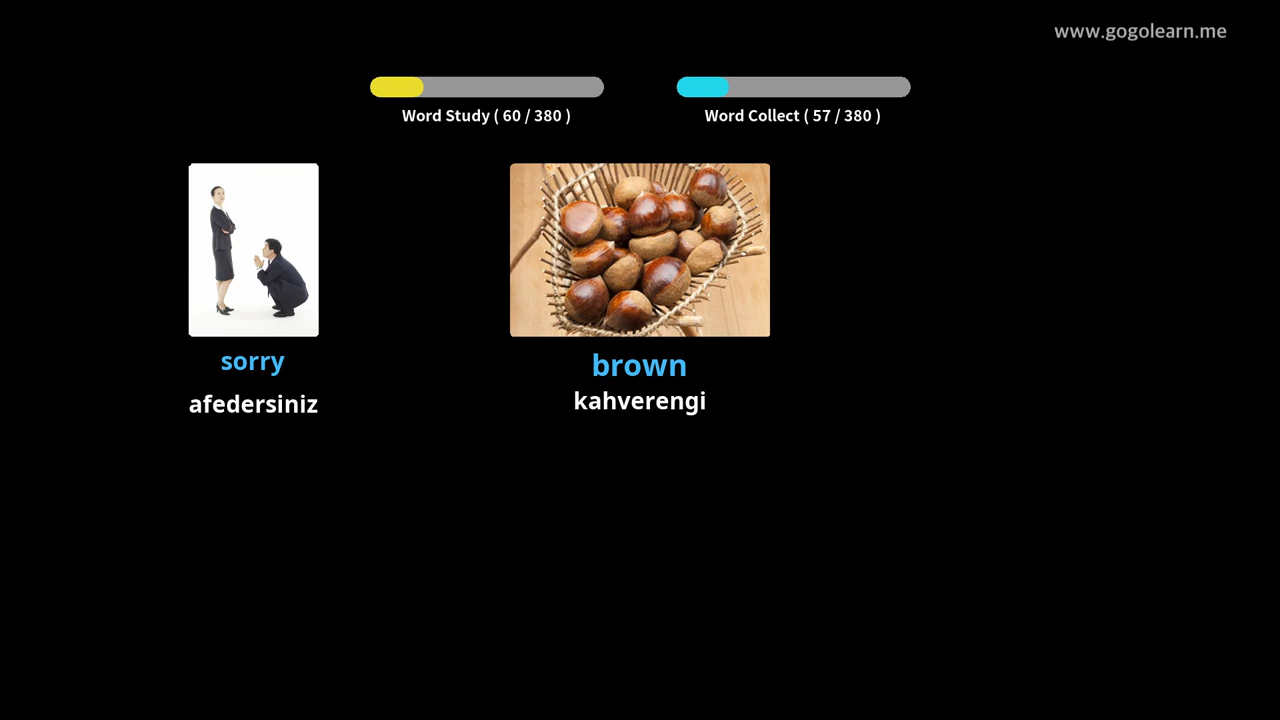 www.gogolearn.me
Word Study ( 60 / 380 )
Word Collect ( 57 / 380 )
sorry
afedersiniz
brown
kahverengi